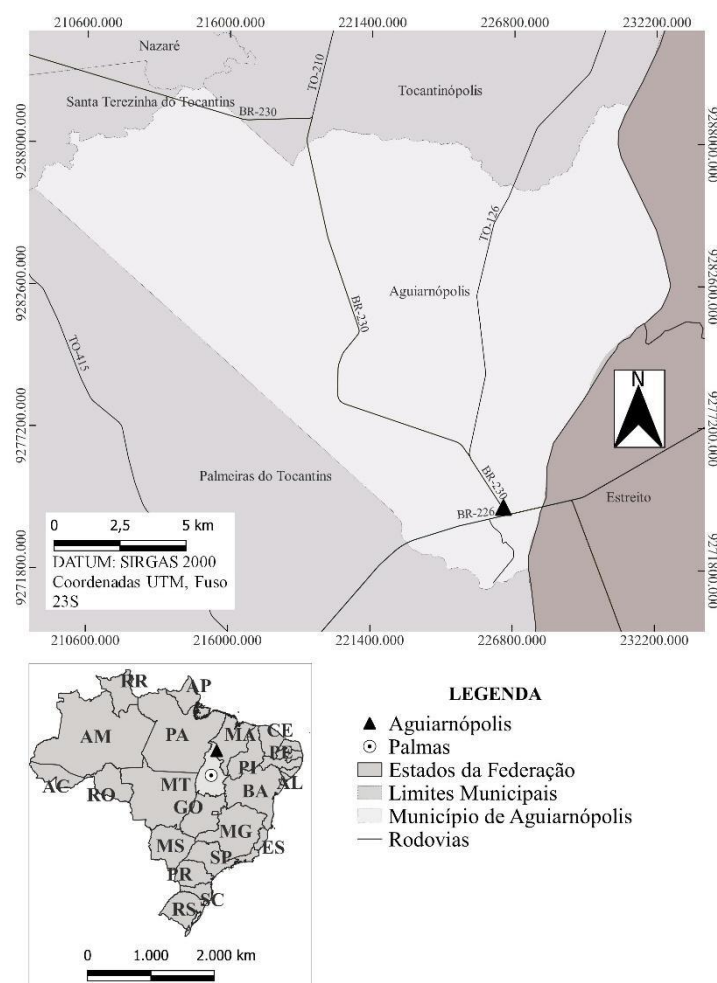 210600.000 216000.000 221400.000 226800.000 232200.000
Nazaré
TO-210
Santa Terezinha do Tocantins
BR-230
Tocantinópolis
9288000.000
9288000.000
TO-126
Aguiarnópolis
9282600.000
9282600.000
BR-230
TO-415
N
9277200.000
9277200.000
Palmeiras do Tocantins
BR-230
Estreito
BR-226
0 2,5 5 km
DATUM: SIRGAS 2000
Coordenadas UTM, Fuso
23S
9271800.000
9271800.000
210600.000 216000.000 221400.000 226800.000 232200.000
RR AP
AM PA MA CE
PE
AC RO MT PI AL
BA
GO
MG
MS ES
SP
PR
SC
RS
0 1.000 2.000 km
LEGENDA
Aguiarnópolis
Palmas
Estados da Federação
Limites Municipais
Município de Aguiarnópolis
Rodovias